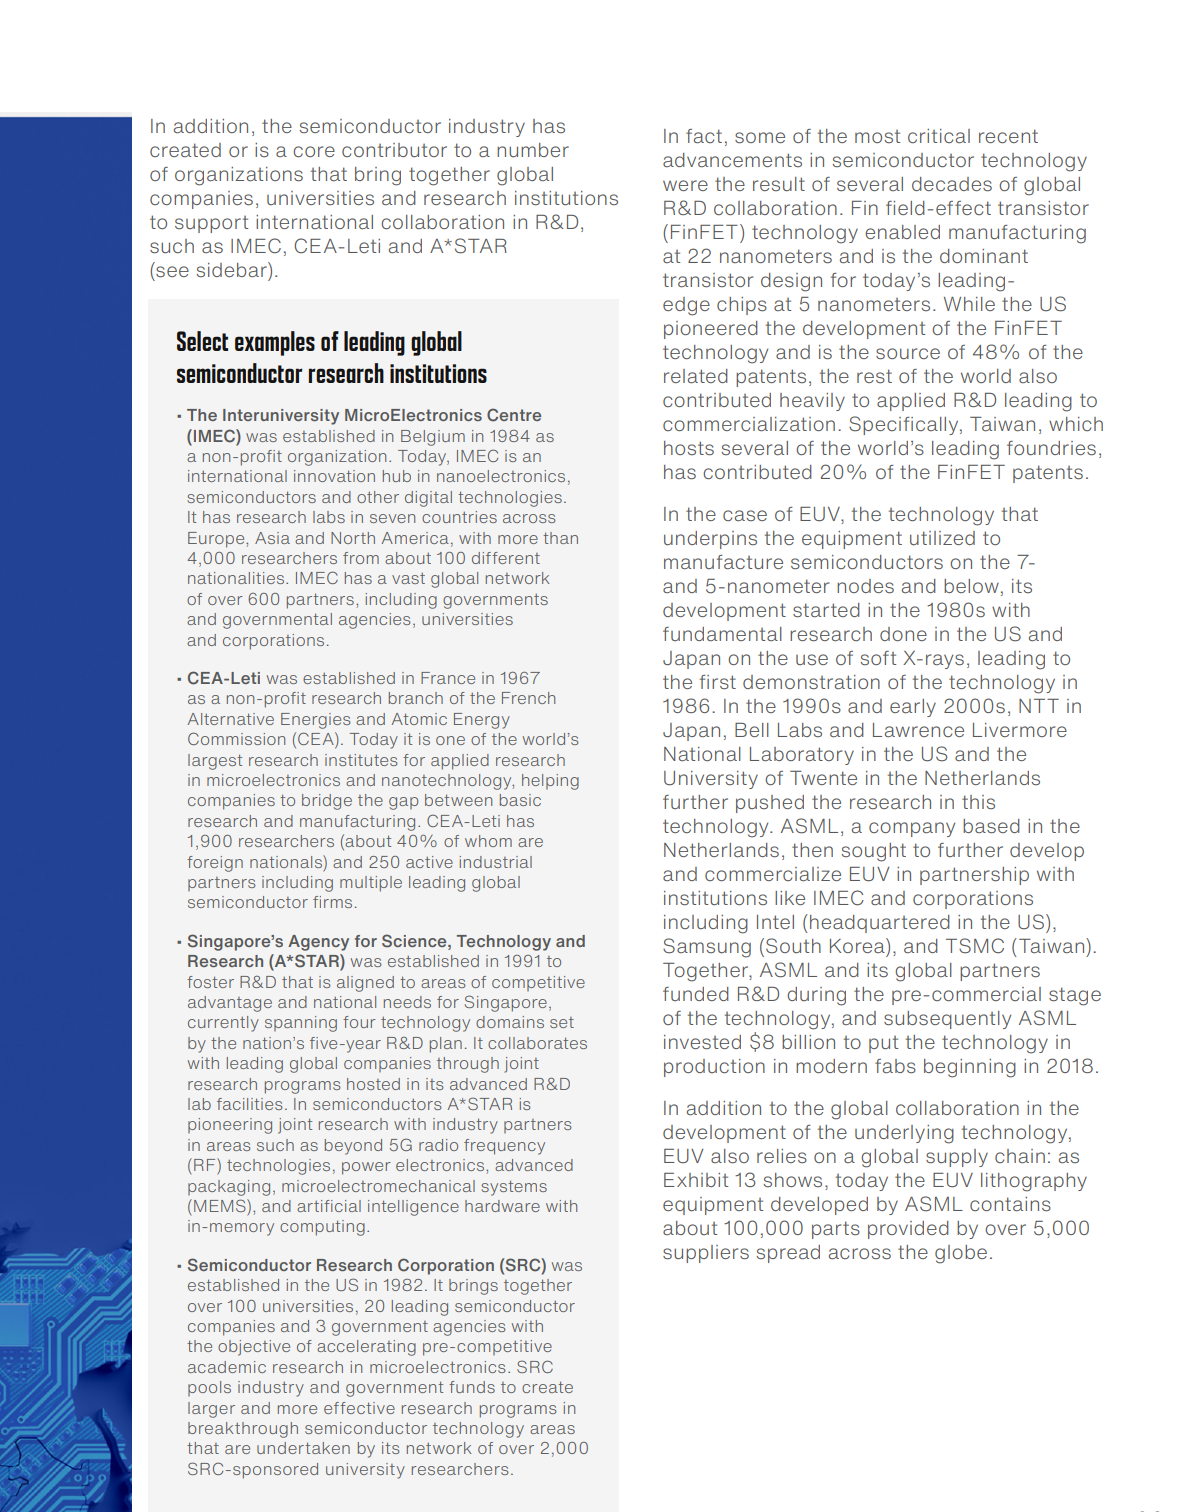 In addition, the semiconductor industry has
created or is a core contributor to a number
of organizations that bring together global
companies, universities and research institutions
to support international collaboration in R&D,
such as IMEC, CEA-Leti and A*STAR
(see sidebar).
Select examples of leading global
semiconductor research institutions
• The Interuniversity MicroElectronics Centre
(IMEC) was established in Belgium in 1984 as
a non-profit organization. Today, IMEC is an
international innovation hub in nanoelectronics,
semiconductors and other digital technologies.
It has research labs in seven countries across
Europe, Asia and North America, with more than
4,000 researchers from about 100 different
nationalities. IMEC has a vast global network
of over 600 partners, including governments
and governmental agencies, universities
and corporations.
• CEA-Leti was established in France in 1967
as a non-profit research branch of the French
Alternative Energies and Atomic Energy
Commission (CEA). Today it is one of the world's
largest research institutes for applied research
in microelectronics and nanotechnology, helping
companies to bridge the gap between basic
research and manufacturing. CEA-Leti has
1,900 researchers (about 40% of whom are
foreign nationals) and 250 active industrial
partners including multiple leading global
semiconductor firms.
• Singapore's Agency for Science, Technology and
Research (A*STAR) was established in 1991 to
foster R&D that is aligned to areas of competitive
advantage and national needs for Singapore,
currently spanning four technology domains set
by the nation's five-year R&D plan. It collaborates
with leading global companies through joint
research programs hosted in its advanced R&D
lab facilities. In semiconductors A*STAR is
pioneering joint research with industry partners
in areas such as beyond 5G radio frequency
(RF) technologies, power electronics, advanced
packaging, microelectromechanical systems
(MEMS), and artificial intelligence hardware with
in-memory computing.
• Semiconductor Research Corporation (SRC) was
established in the US in 1982. It brings together
over 100 universities, 20 leading semiconductor
companies and 3 government agencies with
the objective of accelerating pre-competitive
academic research in microelectronics. SRC
pools industry and government funds to create
larger and more effective research programs in
breakthrough semiconductor technology areas
that are undertaken by its network of over 2,000
SRC-sponsored university researchers.
In fact, some of the most critical recent
advancements in semiconductor technology
were the result of several decades of global
R&D collaboration. Fin field-effect transistor
(FinFET) technology enabled manufacturing
at 22 nanometers and is the dominant
transistor design for today's leading-
edge chips at 5 nanometers. While the US
pioneered the development of the FinFET
technology and is the source of 48% of the
related patents, the rest of the world also
contributed heavily to applied R&D leading to
commercialization. Specifically, Taiwan, which
hosts several of the world's leading foundries,
has contributed 20% of the FinFET patents.
In the case of EUV, the technology that
underpins the equipment utilized to
manufacture semiconductors on the 7-
and 5-nanometer nodes and below, its
development started in the 1980s with
fundamental research done in the US and
Japan on the use of soft X-rays, leading to
the first demonstration of the technology in
1986. In the 1990s and early 2000s, NTT in
Japan, Bell Labs and Lawrence Livermore
National Laboratory in the US and the
University of Twente in the Netherlands
further pushed the research in this
technology. ASML, a company based in the
Netherlands, then sought to further develop
and commercialize EUV in partnership with
institutions like IMEC and corporations
including Intel (headquartered in the US),
Samsung (South Korea), and TSMC (Taiwan).
Together, ASML and its global partners
funded R&D during the pre-commercial stage
of the technology, and subsequently ASML
invested $8 billion to put the technology in
production in modern fabs beginning in 2018.
In addition to the global collaboration in the
development of the underlying technology,
EUV also relies on a global supply chain: as
Exhibit 13 shows, today the EUV lithography
equipment developed by ASML contains
about 100,000 parts provided by over 5,000
suppliers spread across the globe.